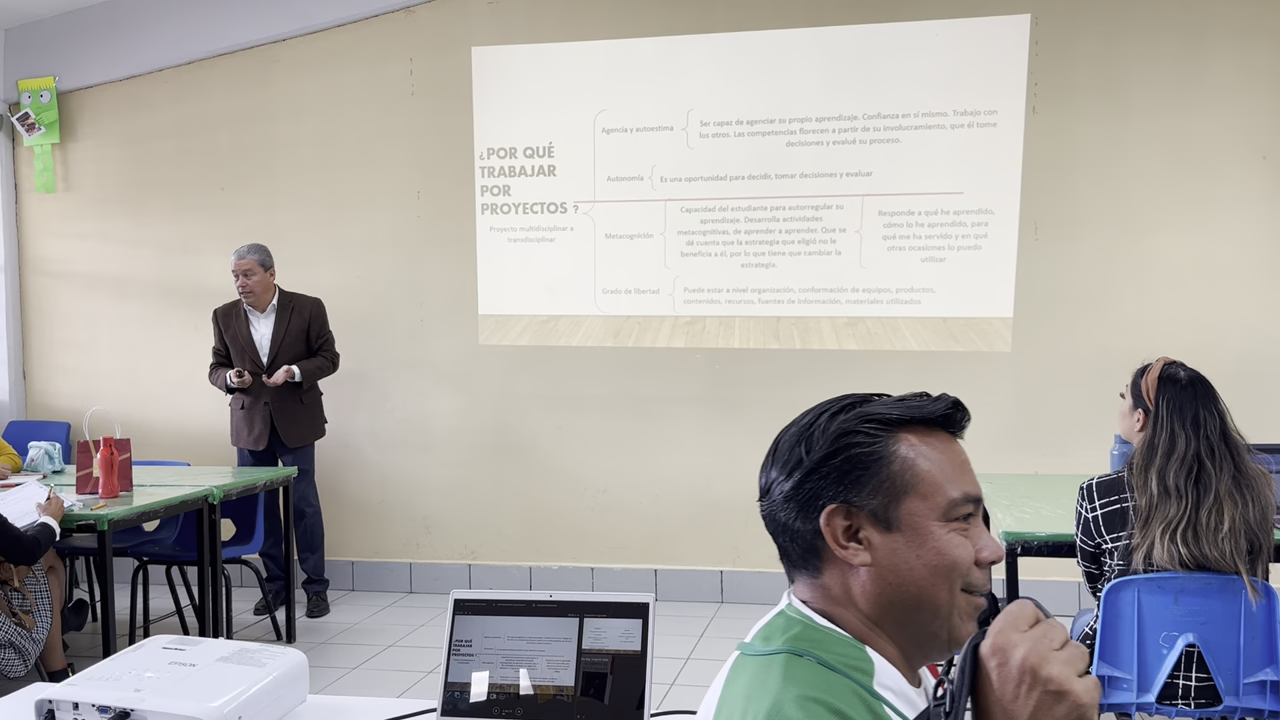 ¿POR QUÉ
TRABAJAR
POR
PROYECTOS ?
Proyecto multidisciplinar a
transdisciplinar
Agencia y autoestima
Ser capaz de agenciar su propio aprendizaje. Confianza en sí mismo. Trabajo con
los otros. Las competencias florecen a partir de su involucramiento, que él tome
decisiones y evalué su proceso.
Autonomía
Es una oportunidad para decidir, tomar decisiones y evaluar
Metacognición
Capacidad del estudiante para autorregular su
aprendizaje. Desarrolla actividades
metacognitivas, de aprender a aprender. Que se
dé cuenta que la estrategia que eligió no le
beneficia a él, por lo que tiene que cambiar la
estrategia.
Responde a qué he aprendido,
cómo lo he aprendido, para
qué me ha servido y en qué
otras ocasiones lo puedo
utilizar
Grado de libertad
Puede estar a nivel organización, conformación de equipos, productos,
contenidos, recursos, fuentes de información, materiales utilizados
EPSON
¿POR QUÉ
TRABAJAR
POR
PROYECTOS ?